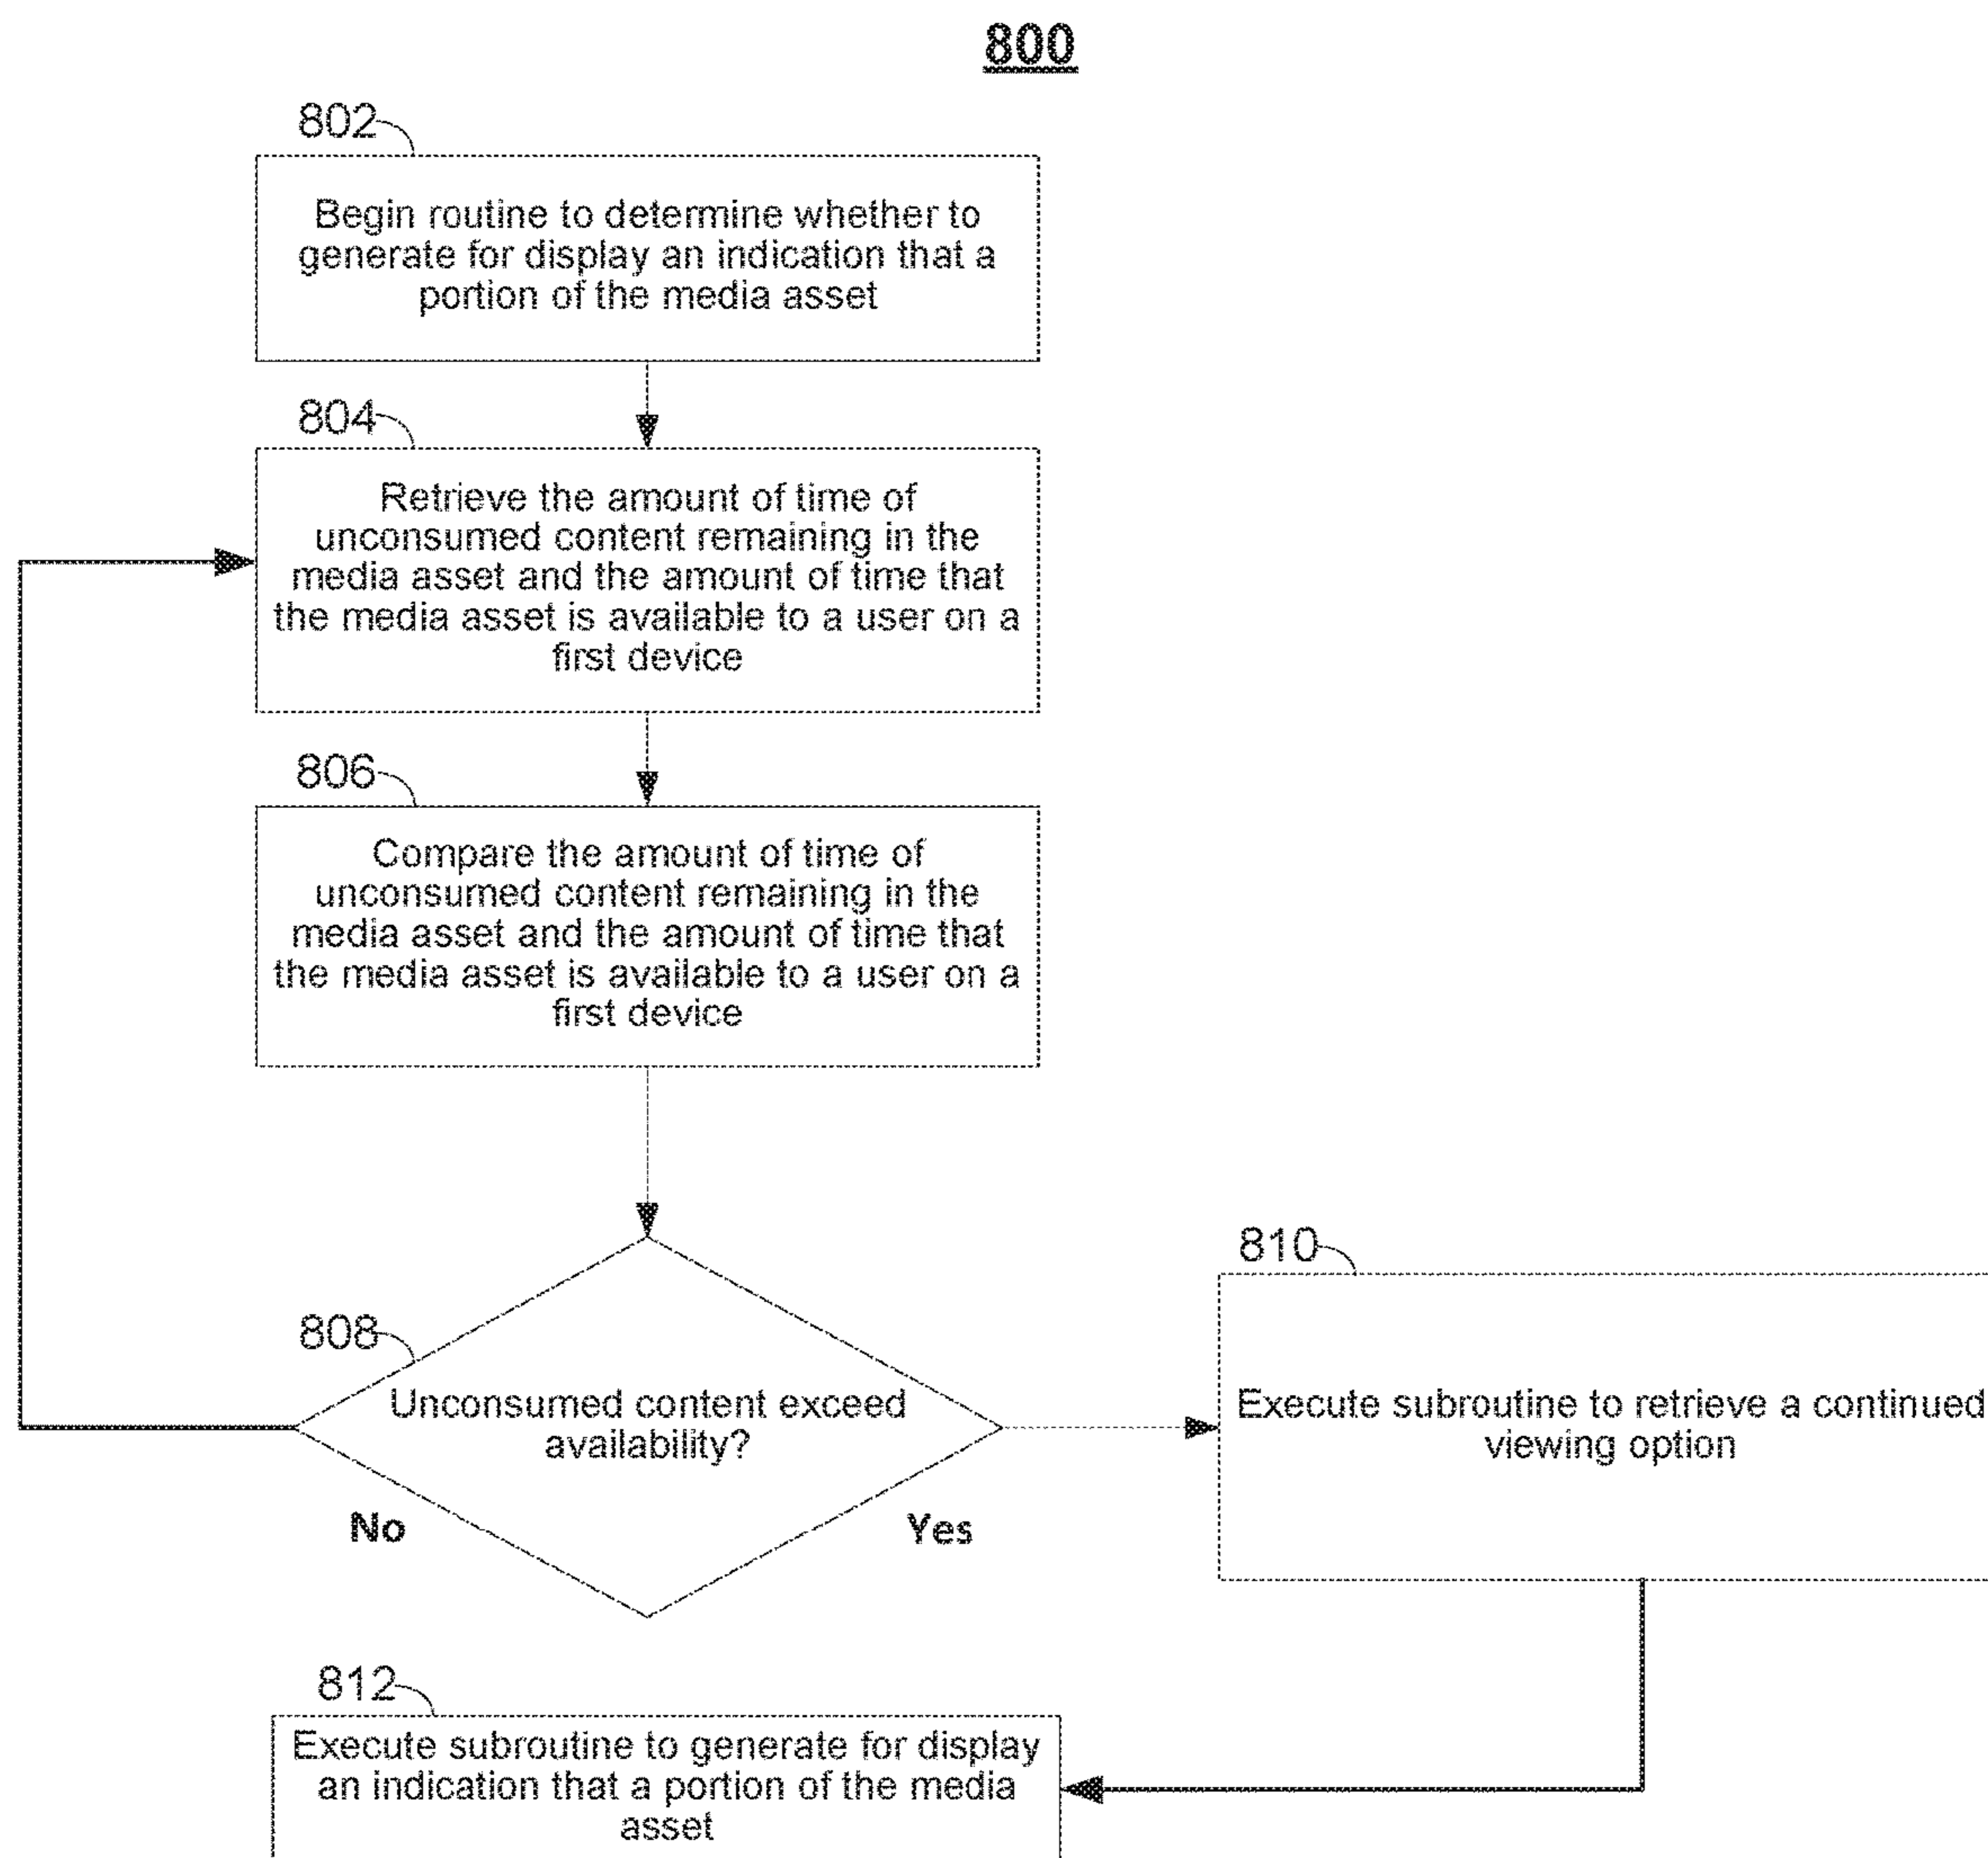 800
802
Begin routine to determine whether to
generate for display an indication that a
portion of the media asset
804
Retrieve the amount of time of
unconsumed content remaining in the
media asset and the amount of time that
the media asset is available to a user on a
first device
806
Compare the amount of time of
unconsumed content remaining in the
media asset and the amount of time that
the media asset is available to a user on a
first device
808
Unconsumed content exceed
availability?
No
Yes
810
Execute subroutine to retrieve a continued
viewing option
812
Execute subroutine to generate for display
an indication that a portion of the media
asset